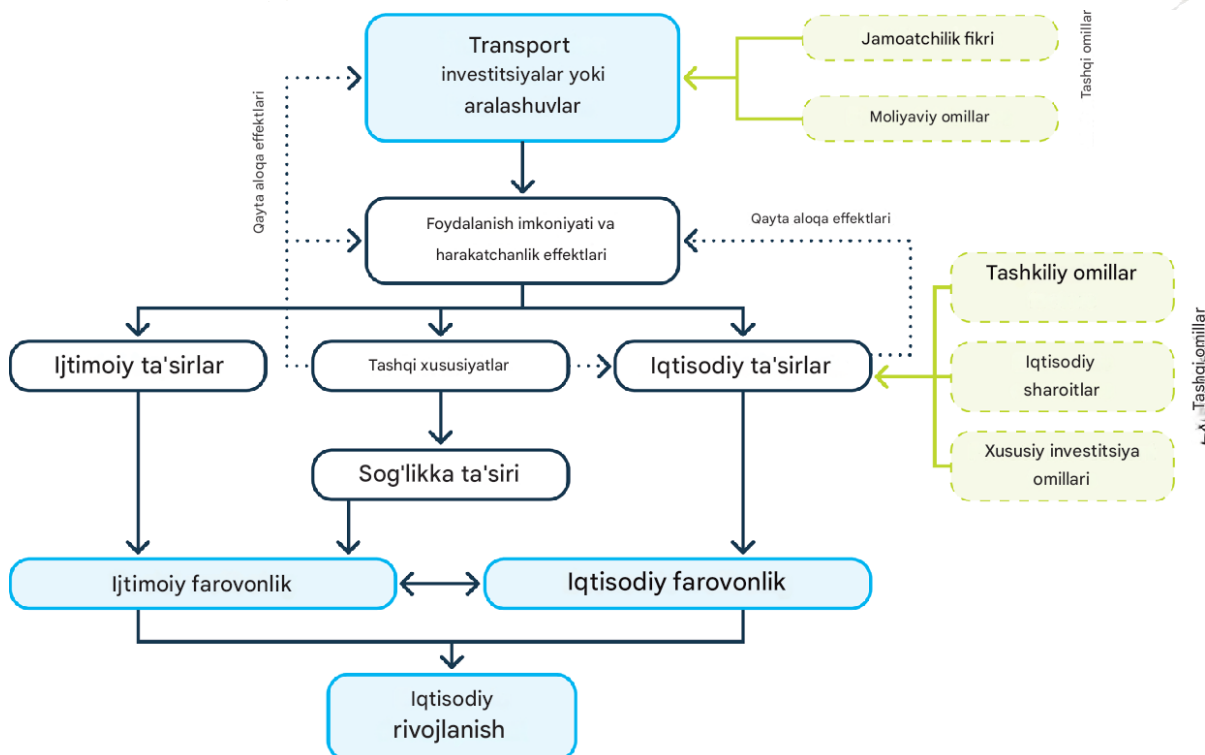 Transport
investitsiyalar yoki
aralashuvlar
Jamoatchilik fikri
Moliyaviy omillar
Tashqi omillar
Qayta aloqa effektlari
Foydalanish imkoniyati va
harakatchanlik effektlari
Qayta aloqa effektlari
Tashkiliy omillar
Iqtisodiy
sharoitlar
Xususiy investitsiya
omillari
Tashqi omillar
Ijtimoiy ta'sirlar
Tashqi xususiyatlar
Iqtisodiy ta'sirlar
Sog'likka ta'siri
Ijtimoiy farovonlik
Iqtisodiy farovonlik
Iqtisodiy
rivojlanish